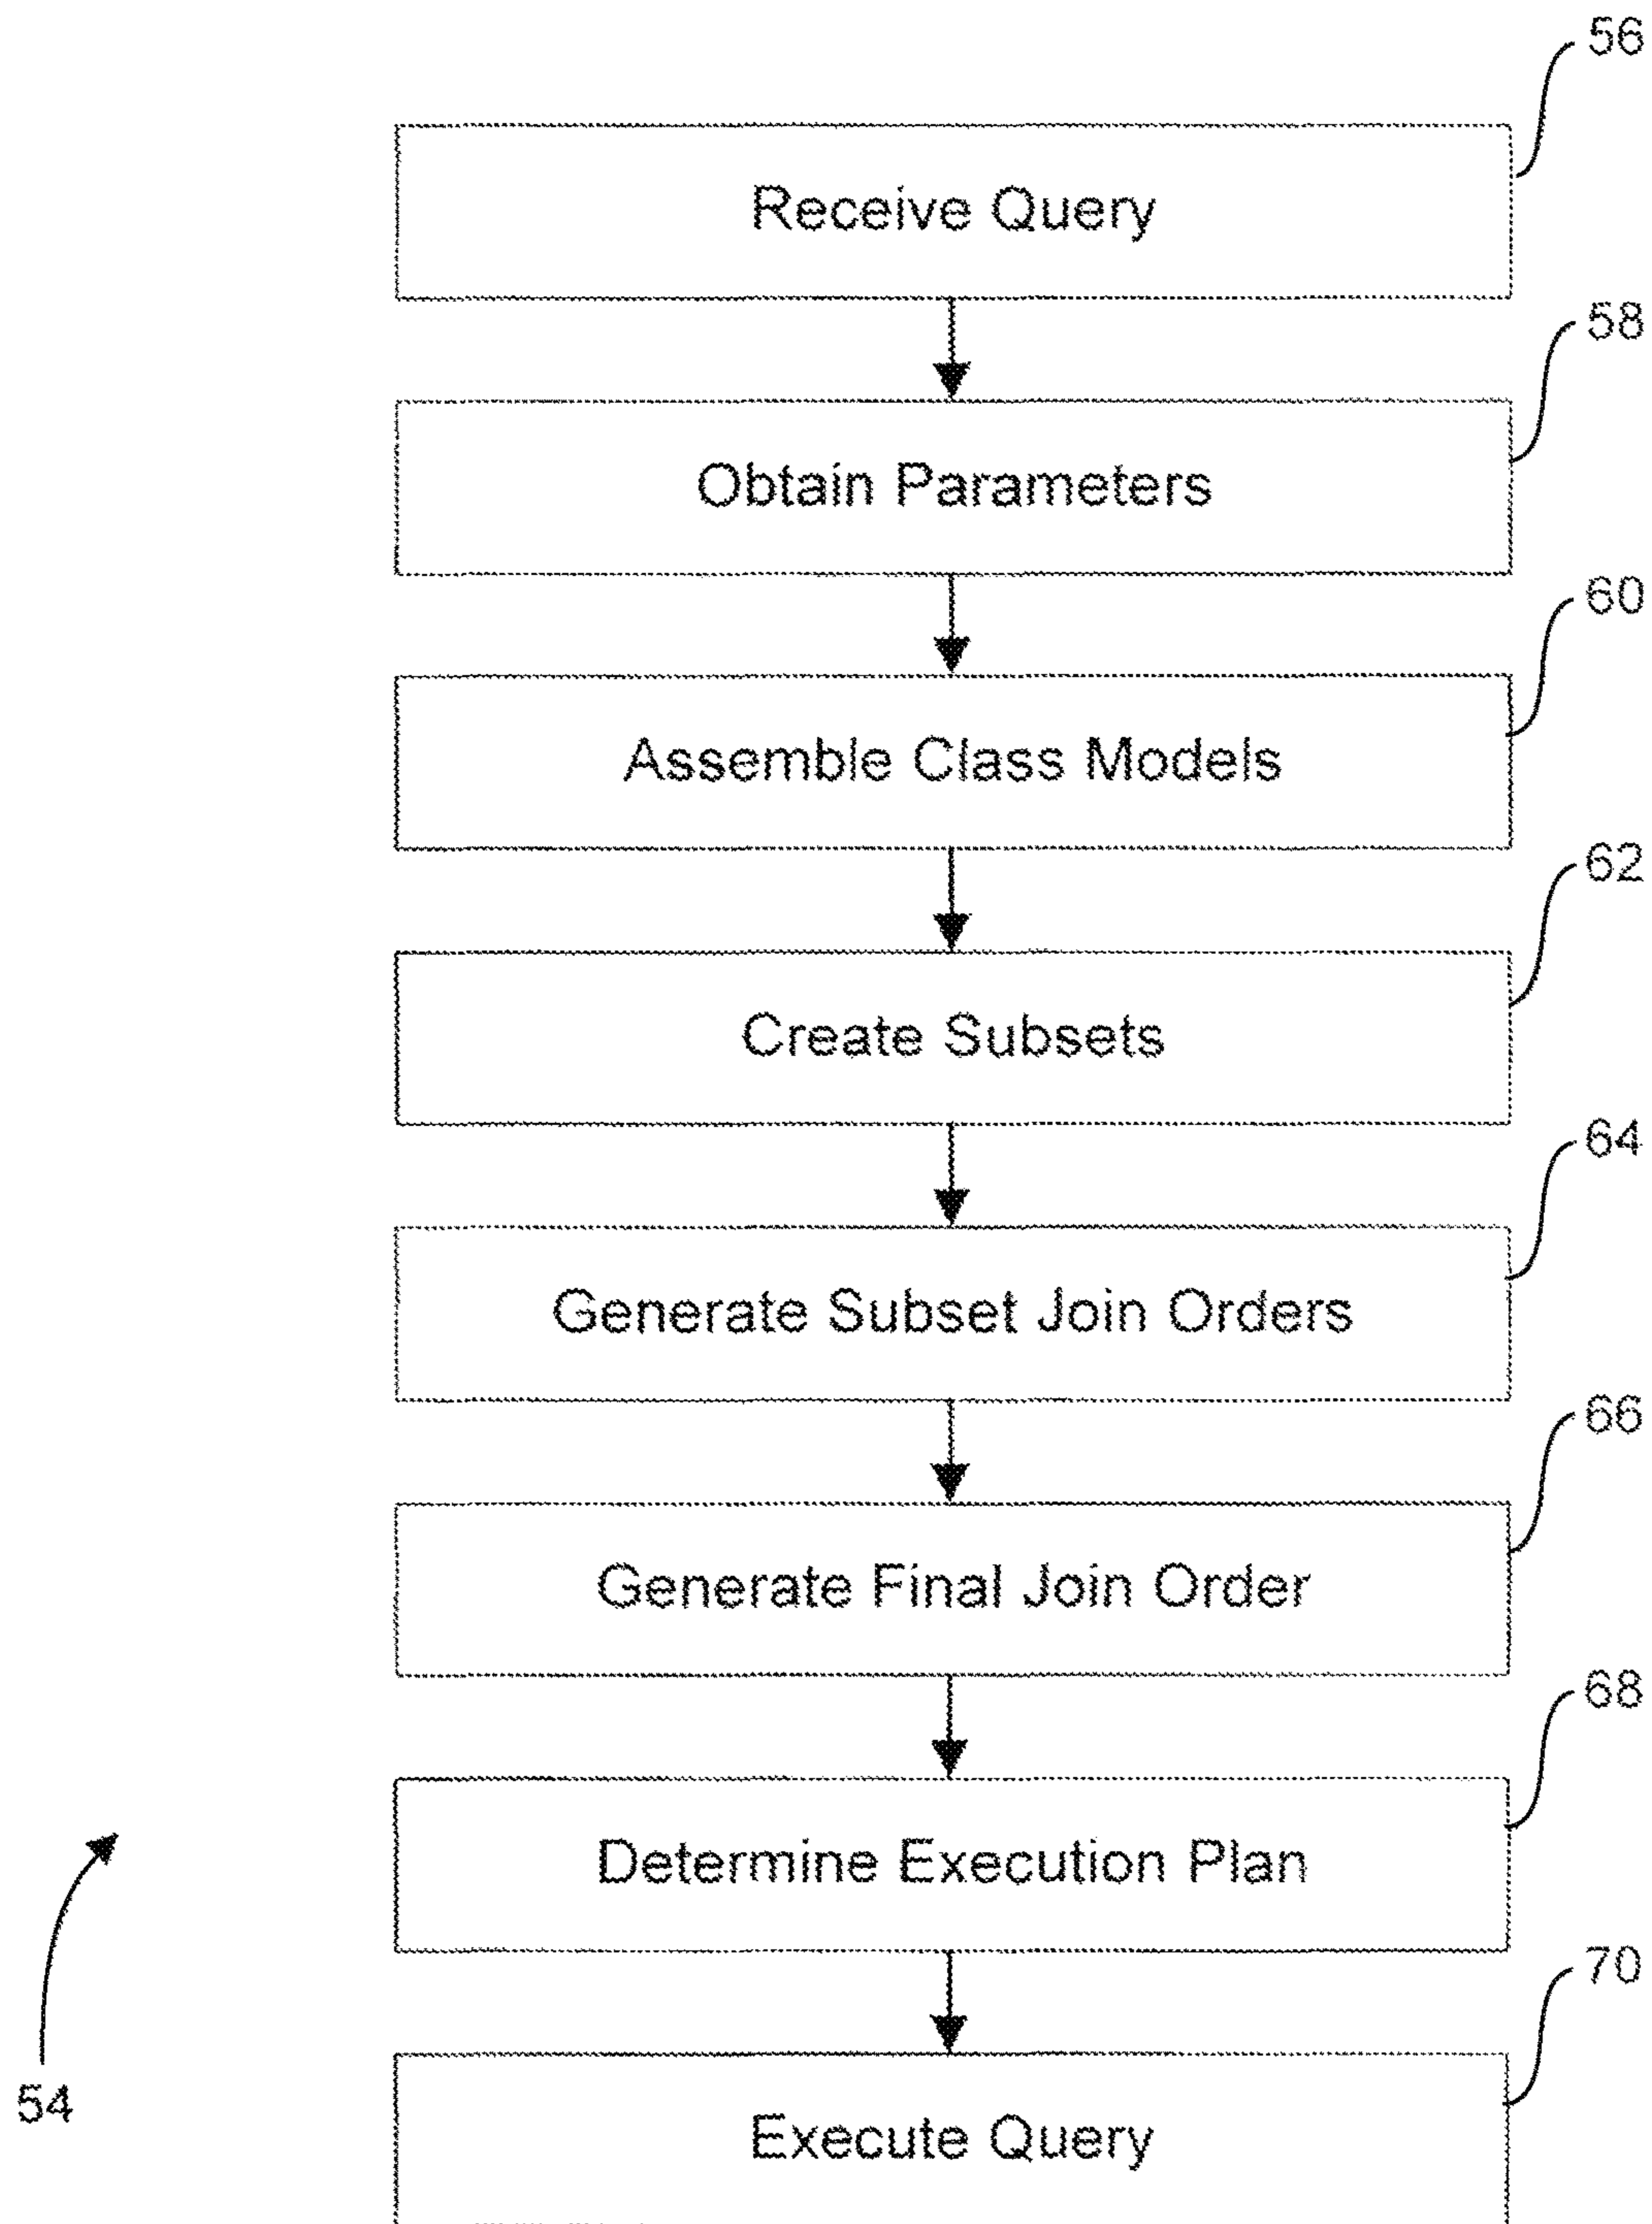 56
Receive Query
58
Obtain Parameters
60
Assemble Class Models
62
Create Subsets
64
Generate Subset Join Orders
66
Generate Final Join Order
68
Determine Execution Plan
70
Execute Query
54